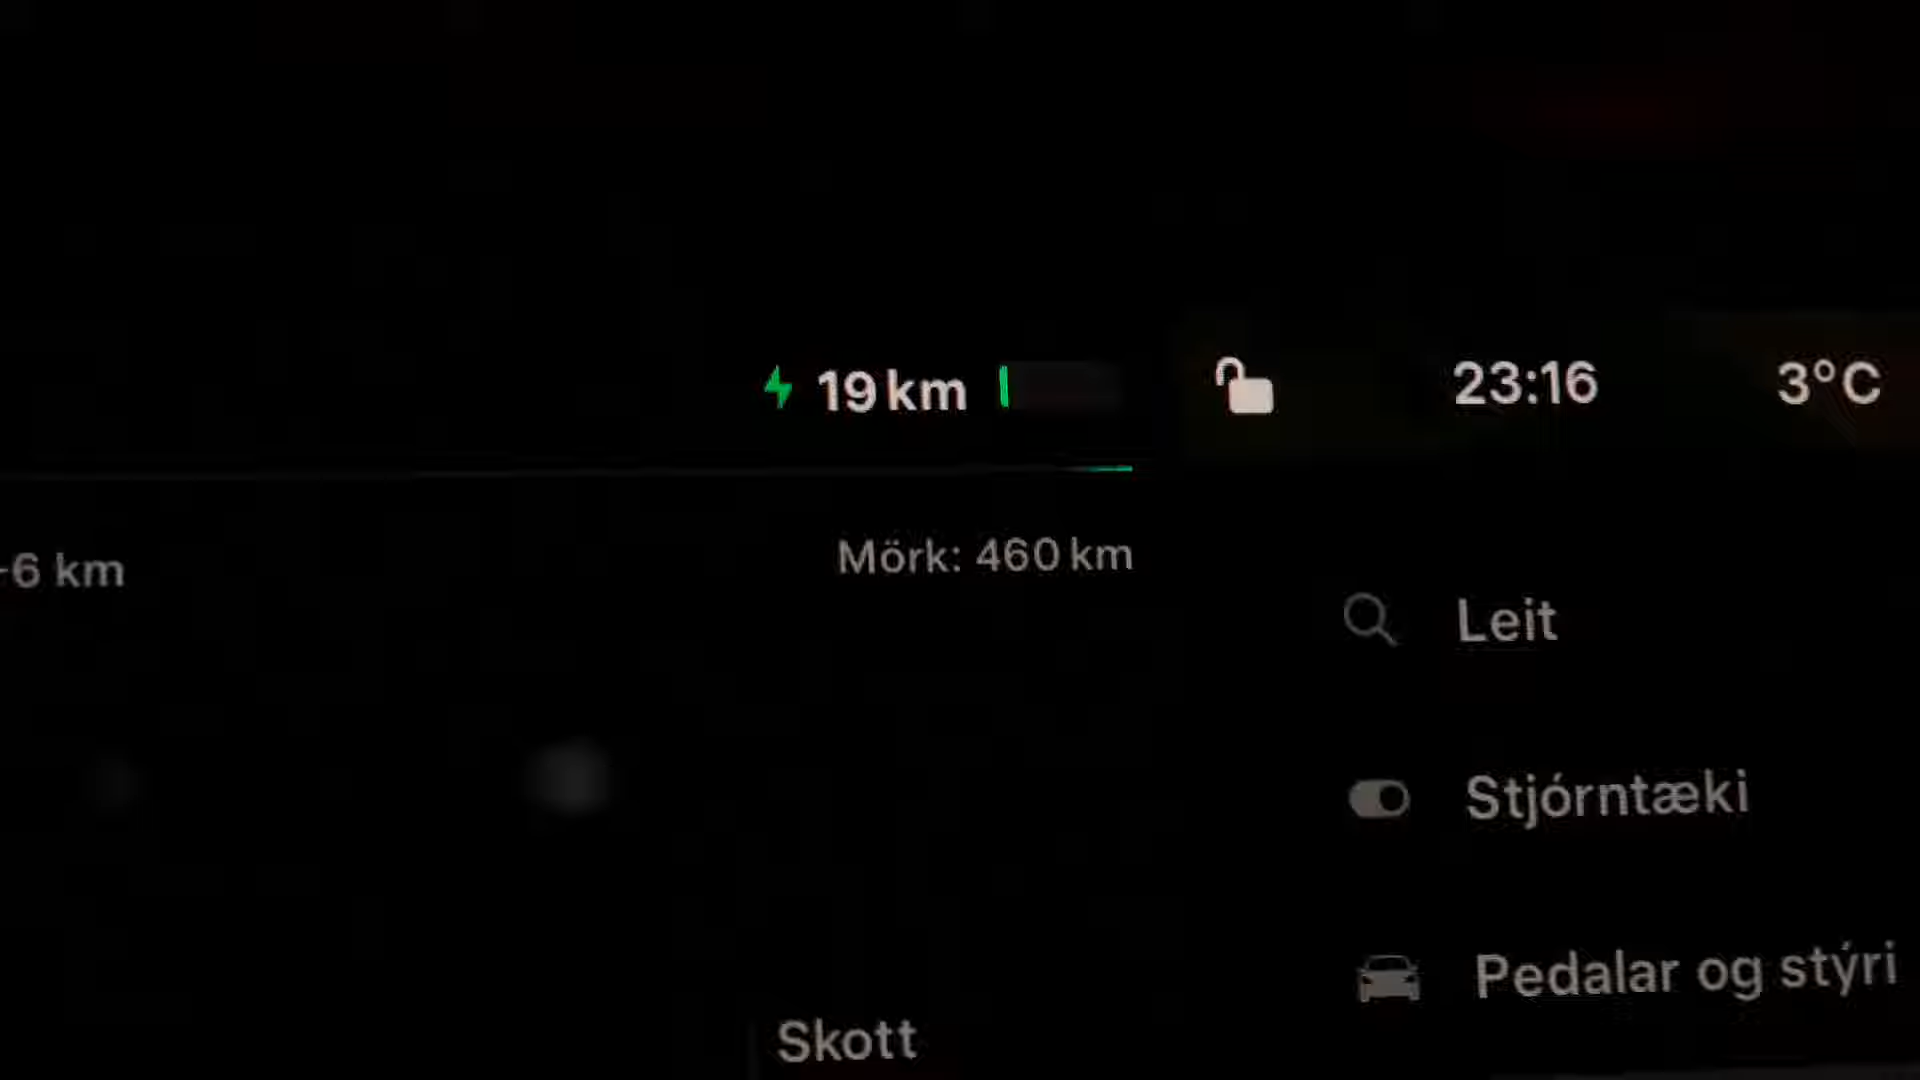 19 km
23:16
3°C
6 km
Mörk: 460 km
Leit
Stjórntæki
Pedalar og stýri
Skott